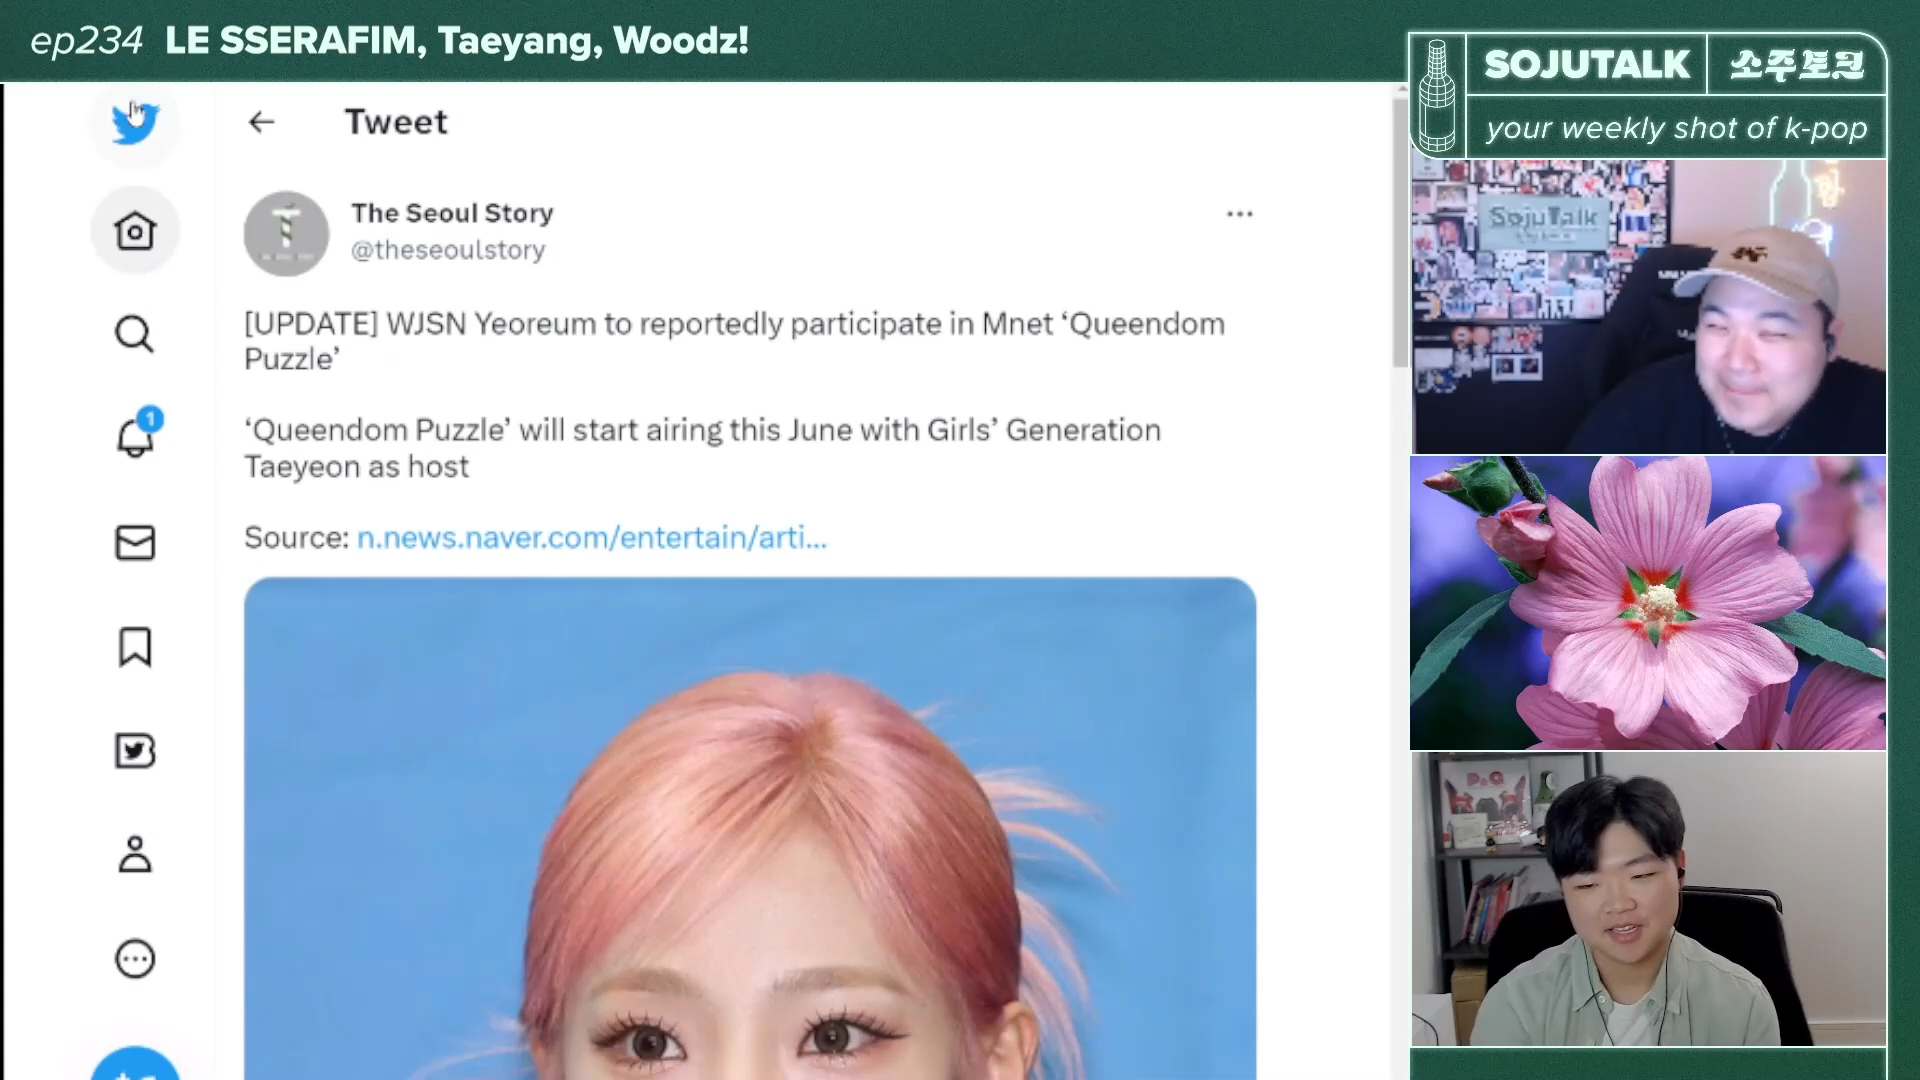 ep234 LE SSERAFIM, Taeyang, Woodz!
SOJUTALK 소주토크
your weekly shot of k-pop
Tweet
The Seoul Story
@theseoulstory
[UPDATE] WJSN Yeoreum to reportedly participate in Mnet ‘Queendom
Puzzle’
‘Queendom Puzzle’ will start airing this June with Girls’ Generation
Taeyeon as host
Source: n.news.naver.com/entertain/arti...
1
SojuTalk